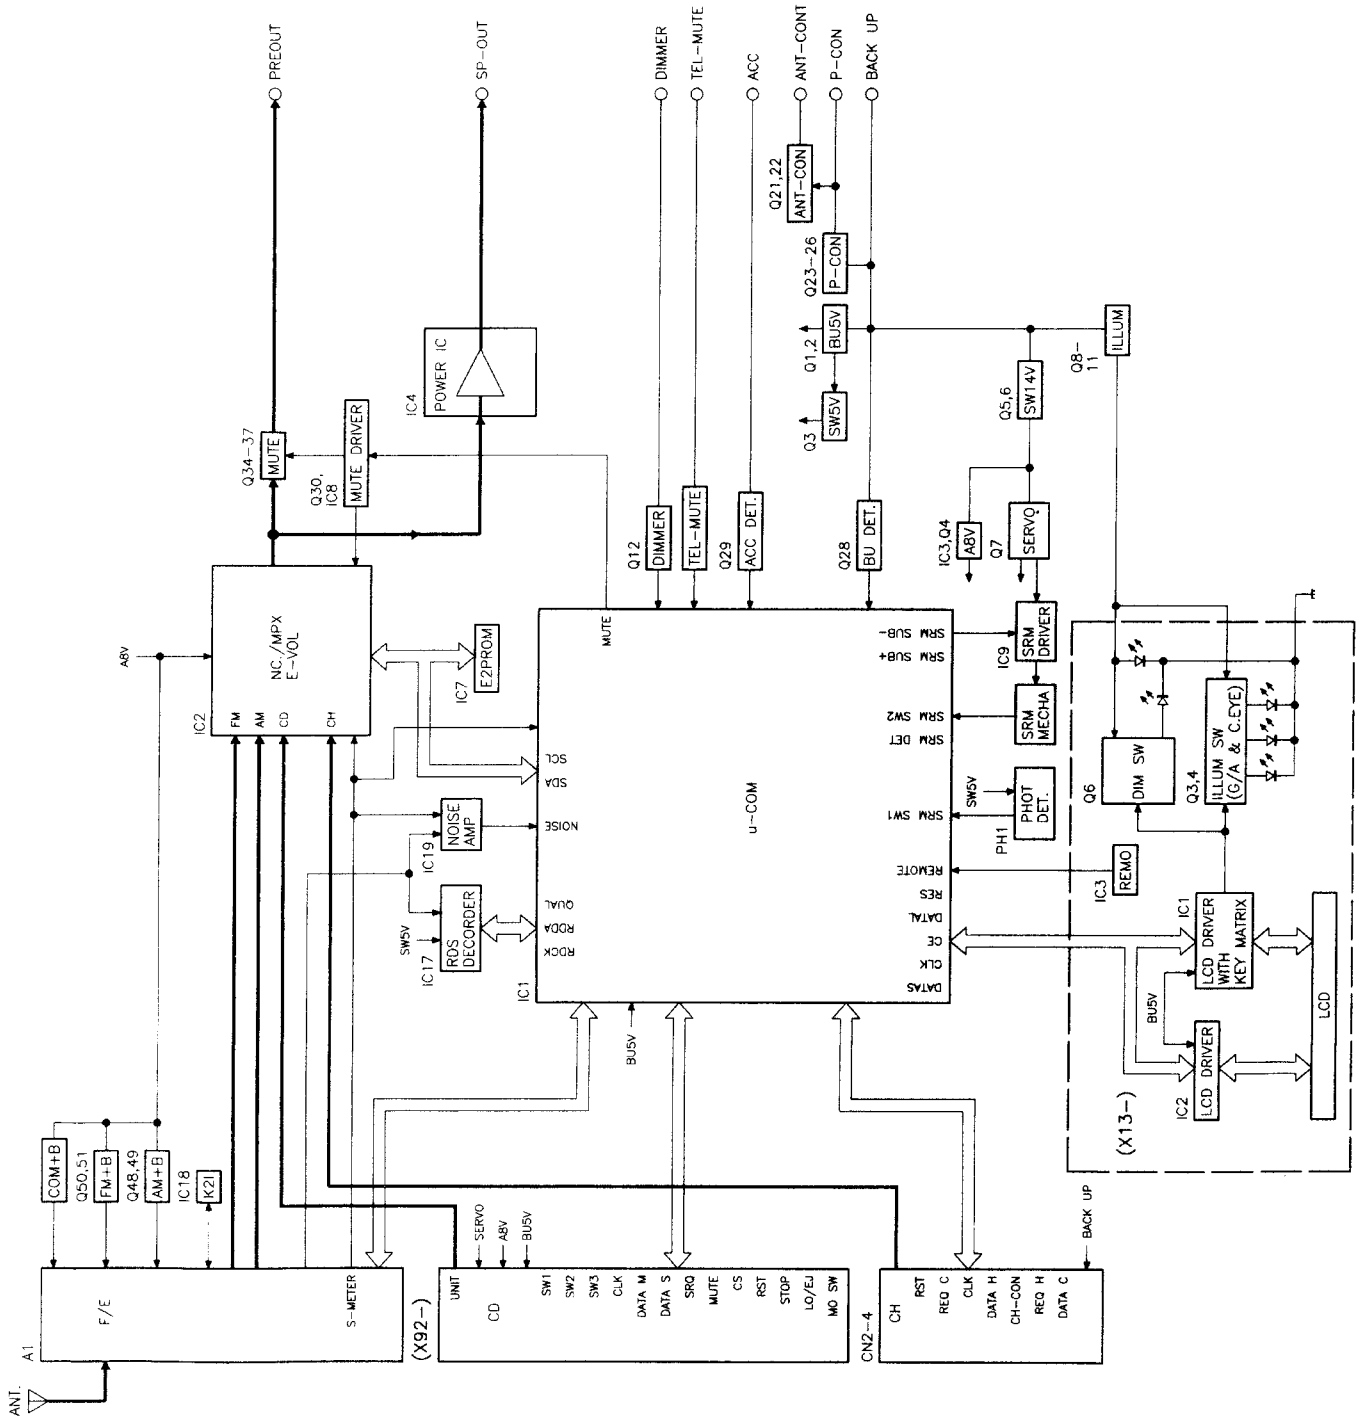 ANT.
A1
F/E
S-METER
COM+B
Q50,51
FM+B
Q48,49
AM+B
IC18
K2I
A8V
IC2
NC./MPX
E-VOL
FM
AM
CD
CH
Q34-37
MUTE
Q30,
IC8
MUTE DRIVER
PREOUT
IC4
POWER IC
SP-OUT
IC7
E2PROM
IC19
NOISE
AMP
SW5V
IC17
RDS
DECORDER
IC1
u-COM
RDCK
RDDA
QUAL
NOISE
SDA
SCL
MUTE
BU5V
DATAS
CLK
CE
DATAL
RES
REMOTE
SRM SW1
SRM DET
SRM SW2
SRM SUB+
SRM SUB-
Q12
DIMMER
DIMMER
TEL-MUTE
TEL-MUTE
Q29
ACC DET.
ACC
Q28
BU DET.
BACK UP
Q21,22
ANT-CON
ANT-CONT
Q23-26
P-CON
P-CON
Q1,2
BU5V
Q3
SW5V
Q5,6
SW14V
Q8-
11
ILLUM
IC3,Q4
A8V
Q7
SERVO
IC9
SRM
DRIVER
SRM
MECHA
SW5V
PH1
PHOT
DET.
IC3
REMO
(X92-)
UNIT
CD
SERVO
A8V
BU5V
SW1
SW2
SW3
CLK
DATA M
DATA S
SRQ
MUTE
CS
RST
STOP
LO/EJ
MO SW
CN2-4
CH
RST
REQ C
CLK
DATA H
CH-CON
REQ H
DATA C
BACK UP
(X13-)
Q6
DIM SW
Q3,4
ILLUM SW
(G/A & C.EYE)
IC1
LCD DRIVER
WITH
KEY MATRIX
BU5V
IC2
LCD DRIVER
LCD